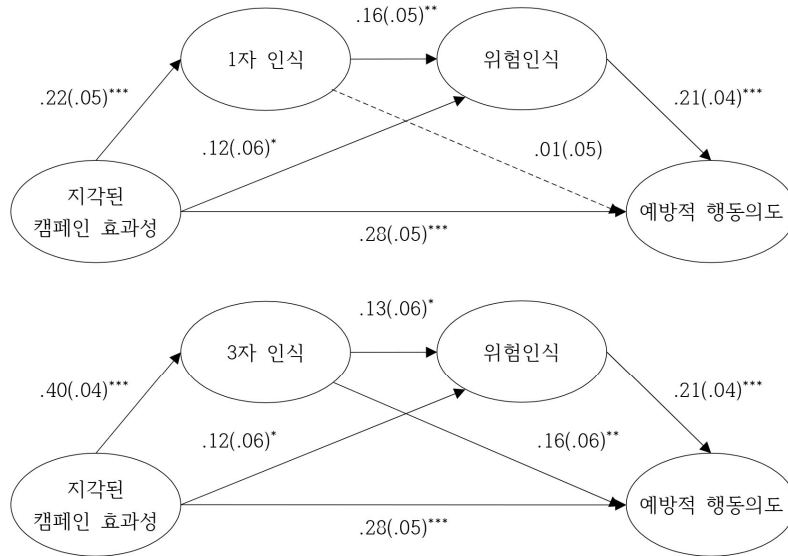 .16(.05)**
1자 인식
위험인식
.22(.05)***
.21(.04)***
.12(.06)*
.01(.05)
지각된
캠페인 효과성
예방적 행동의도
.28(.05)***
.13(.06)*
3자 인식
위험인식
.40(.04)***
.21(.04)***
.12(.06)*
.16(.06)**
지각된
캠페인 효과성
예방적 행동의도
.28(.05)***